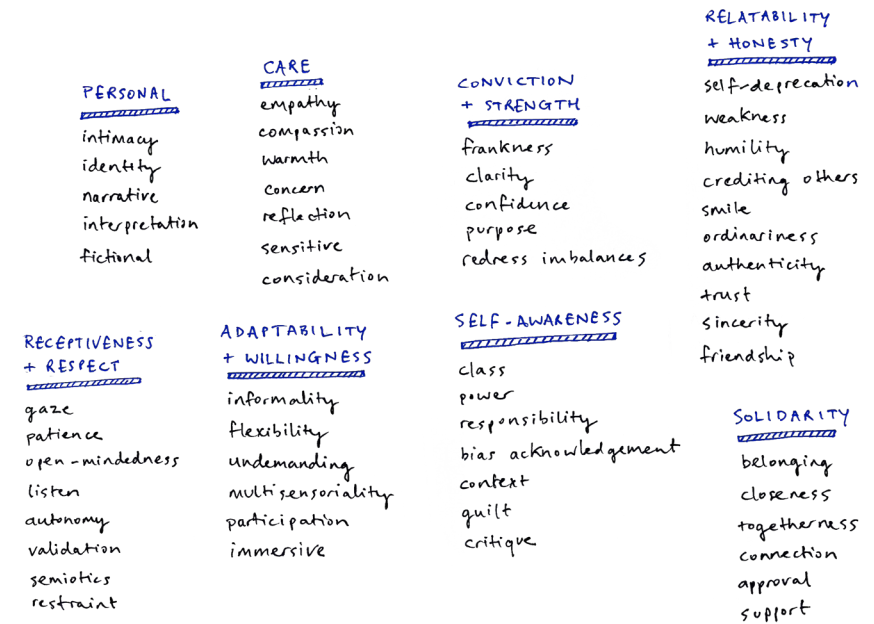 PERSONAL
intimacy
identity
narrative
interpretation
fictional
CARE
empathy
compassion
warmth
concern
reflection
sensitive
consideration
CONVICTION
+ STRENGTH
frankness
clarity
confidence
purpose
redress imbalances
RELATABILITY
+ HONESTY
self-deprecation
weakness
humility
crediting others
smile
ordinariness
authenticity
trust
sincerity
friendship
RECEPTIVENESS
+ RESPECT
gaze
patience
open-mindedness
listen
autonomy
validation
semiotics
restraint
ADAPTABILITY
+ WILLINGNESS
informality
flexibility
undemanding
multisensoriality
participation
immersive
SELF-AWARENESS
class
power
responsibility
bias acknowledgement
context
guilt
critique
SOLIDARITY
belonging
closeness
togetherness
connection
approval
support